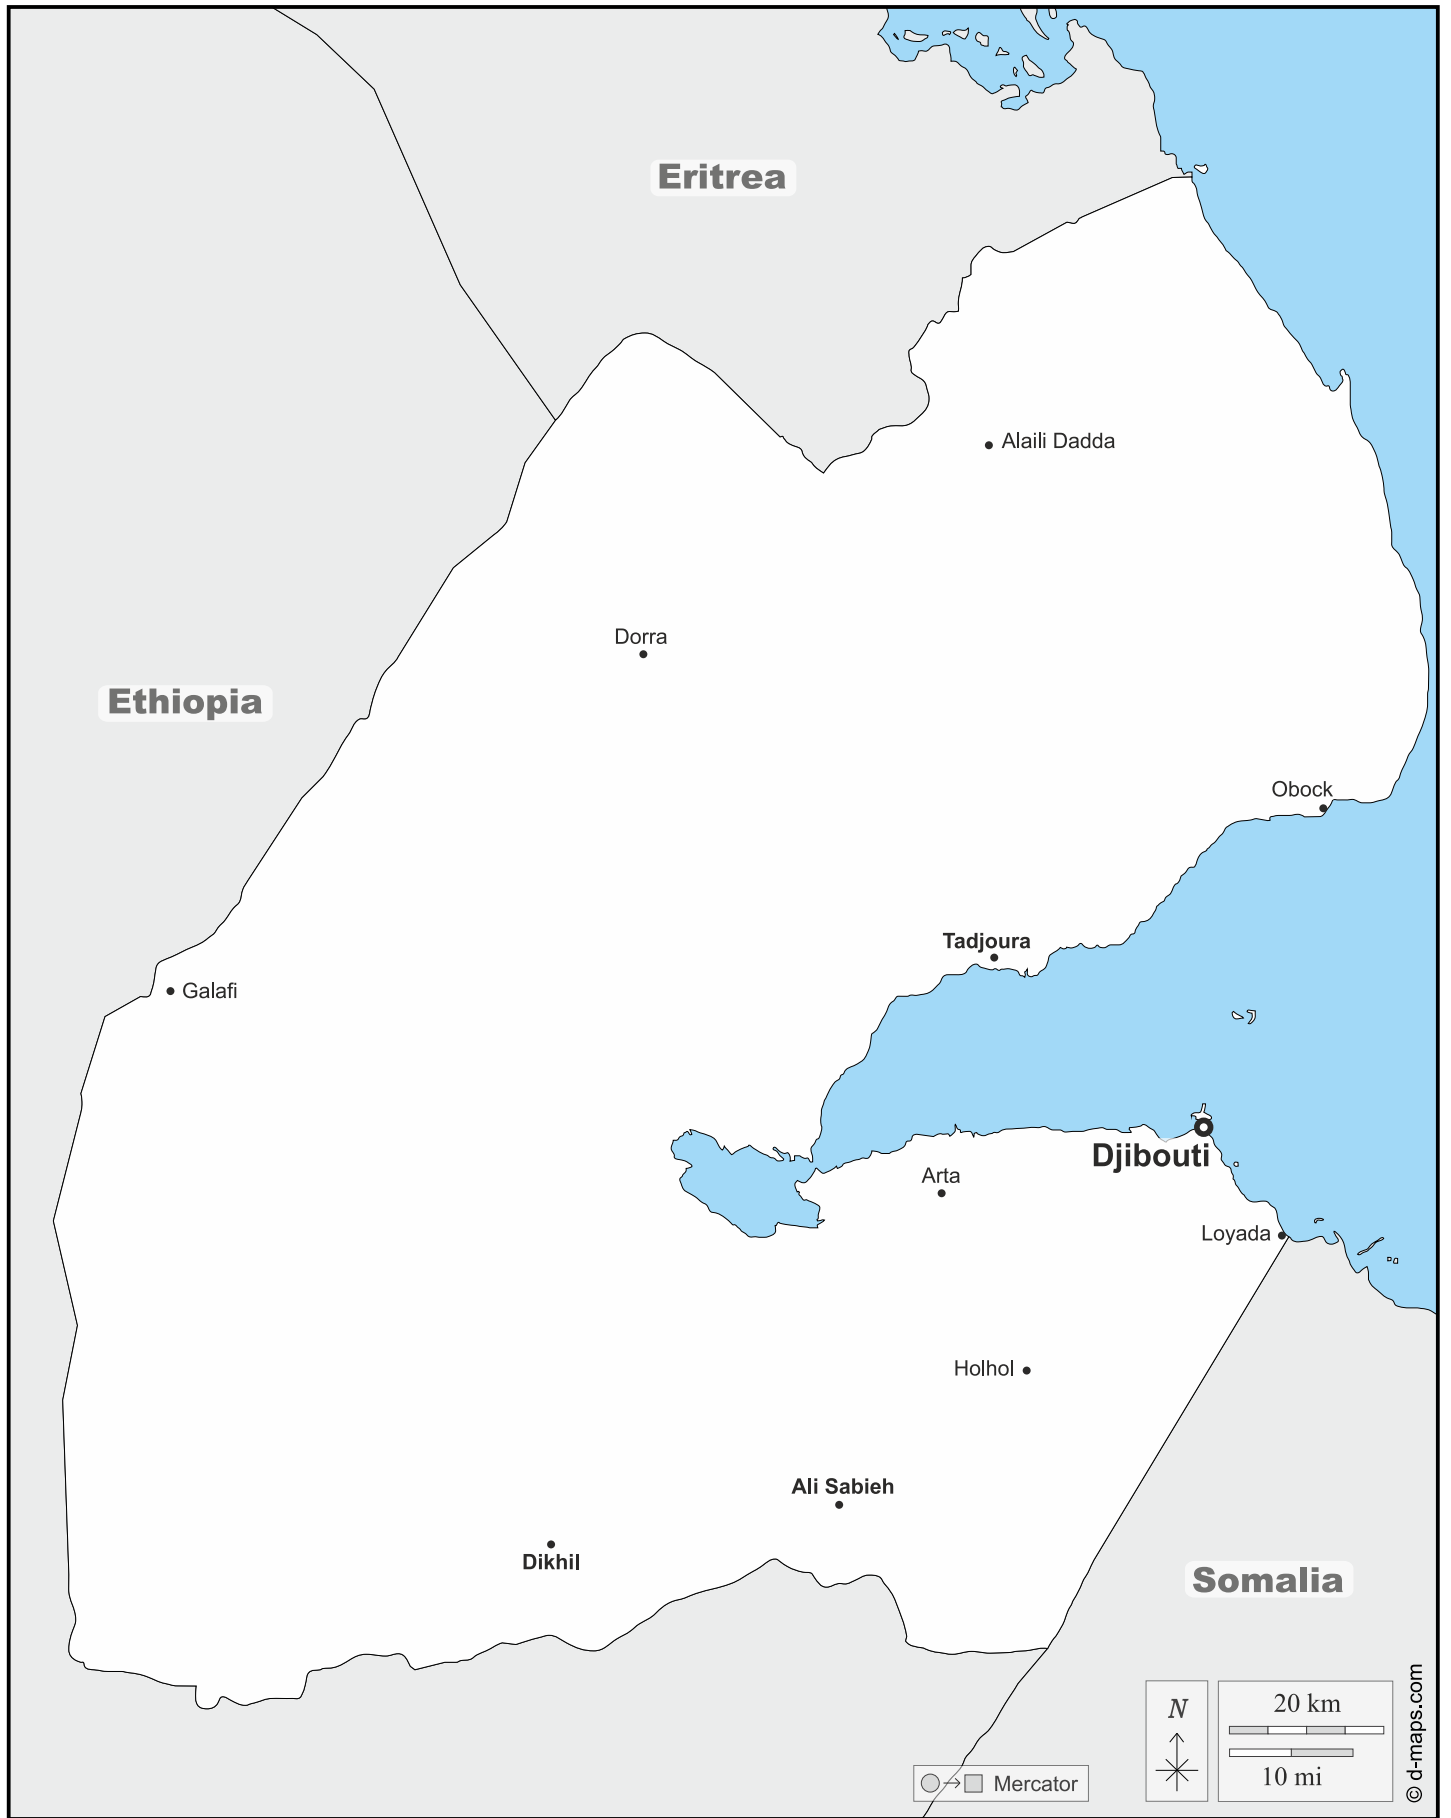 Eritrea
Alaili Dadda
Dorra
Ethiopia
Obock
Tadjoura
Galafi
Djibouti
Arta
Loyada
Holhol
Ali Sabieh
Dikhil
Somalia
N
20 km
10 mi
Mercator
© d-maps.com